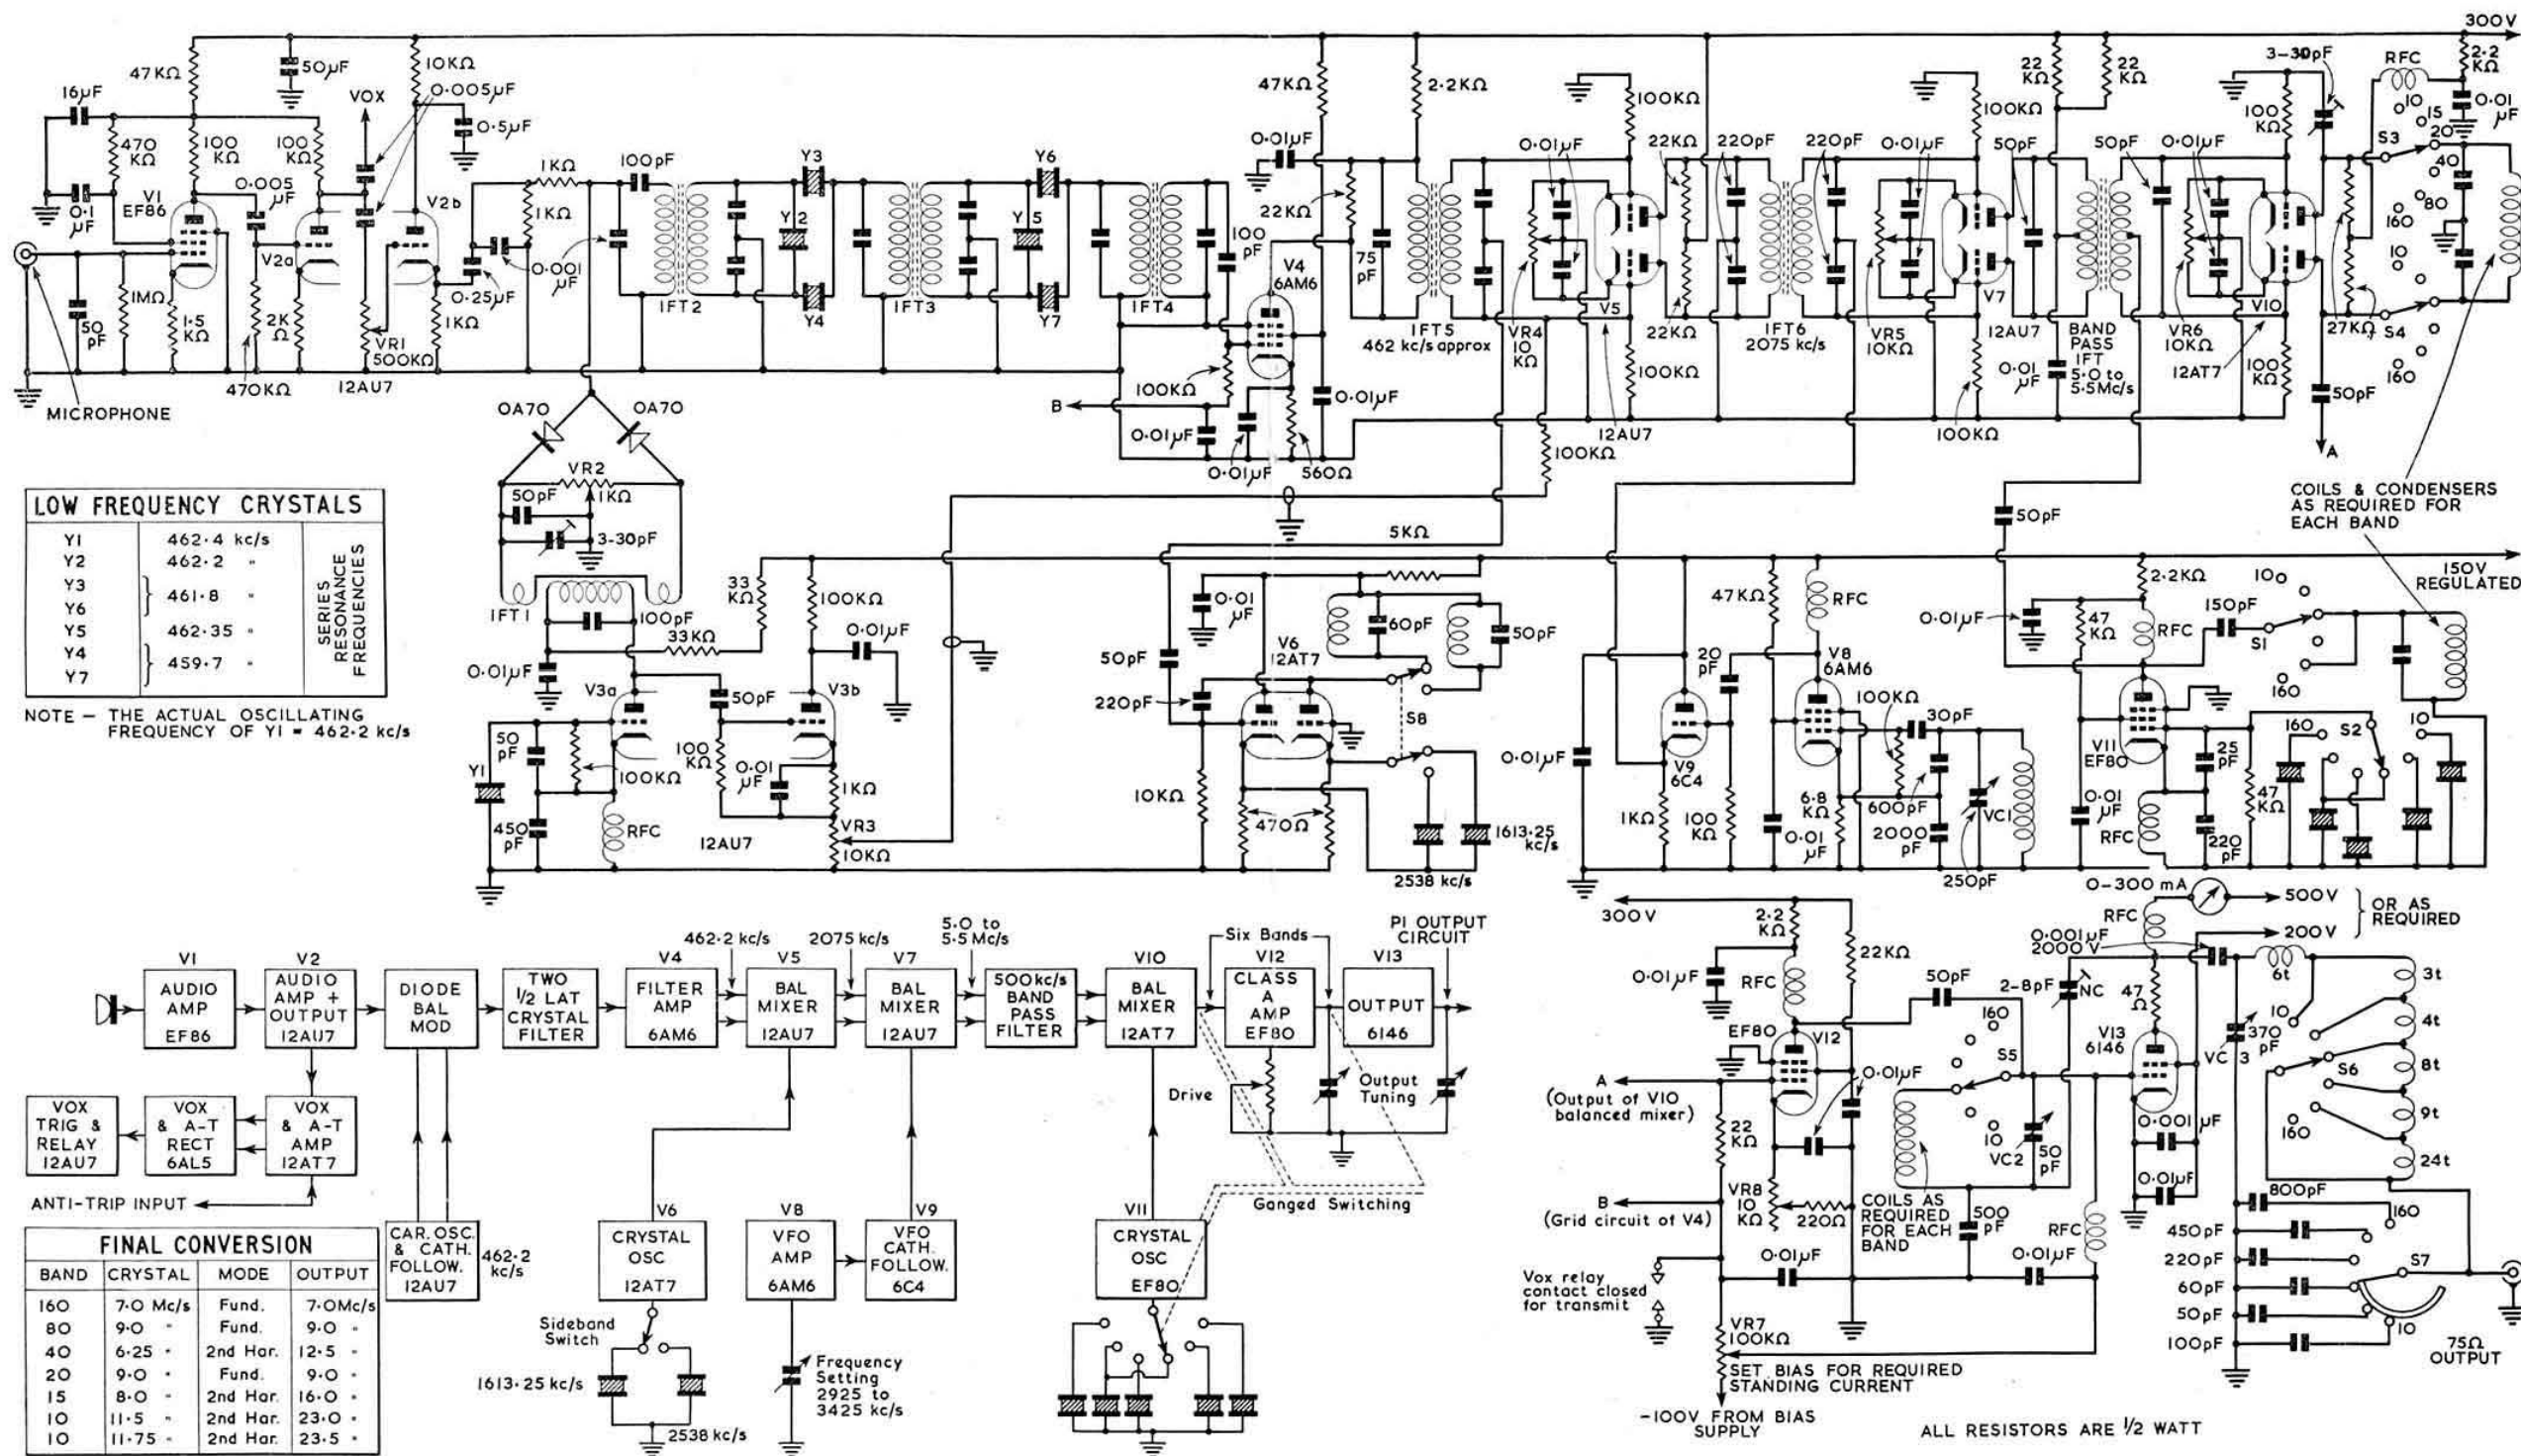 300V
47KΩ
50µF
10KΩ
0·005µF
VOX
16µF
0·5µF
470 KΩ
100 KΩ
100 KΩ
0·005 µF
0·1 µF
V1
EF86
V2a
V2b
1MΩ
50 pF
1·5 KΩ
470KΩ
2K Ω
VR1
500KΩ
12AU7
1KΩ
0·25µF
1KΩ
1KΩ
0·001 µF
100pF
MICROPHONE
IFT2
Y3
Y2
Y4
IFT3
Y6
Y5
Y7
IFT4
100 pF
V4
6AM6
100KΩ
B
0·01µF
0·01µF
560Ω
0·01µF
47KΩ
0·01µF
22KΩ
2·2KΩ
75 pF
IFT5
462 kc/s approx
0·01µF
VR4
10 KΩ
V5
12AU7
100KΩ
100KΩ
100KΩ
22KΩ
22KΩ
220pF
220pF
IFT6
2075 kc/s
0·01µF
VR5
10KΩ
V7
12AU7
100KΩ
100KΩ
50pF
22 KΩ
22 KΩ
0·01 µF
BAND
PASS
IFT
5·0 to
5·5Mc/s
50pF
0·01µF
VR6
10KΩ
V10
12AT7
100 KΩ
100 KΩ
3-30pF
RFC
2·2 KΩ
0·01 µF
10
15
20
40
80
160
S3
10
160
S4
27KΩ
50pF
A
COILS & CONDENSERS
AS REQUIRED FOR
EACH BAND
OA70
OA70
VR2
1KΩ
50pF
3-30pF
IFT1
100pF
LOW FREQUENCY CRYSTALS
Y1 462·4 kc/s
Y2 462·2 "
Y3
Y6 461·8 "
Y5 462·35 "
Y4
Y7 459·7 "
SERIES RESONANCE FREQUENCIES
NOTE – THE ACTUAL OSCILLATING
FREQUENCY OF Y1 = 462·2 kc/s
0·01µF
33KΩ
33 KΩ
100KΩ
0·01µF
V3a
V3b
50pF
50 pF
Y1
100KΩ
450 pF
RFC
100 KΩ
0·01 µF
1KΩ
VR3
10KΩ
12AU7
5KΩ
50pF
220pF
0·01 µF
V6
12AT7
60pF
50pF
S8
10KΩ
470Ω
1613·25
kc/s
2538 kc/s
0·01µF
V9
6C4
1KΩ
20 pF
100 KΩ
47KΩ
RFC
V8
6AM6
100KΩ
30pF
600pF
6·8 KΩ
0·01 µF
2000 pF
VC1
250pF
50pF
150V
REGULATED
2·2KΩ
0·01µF
47 KΩ
RFC
150pF
S1
10
160
V11
EF80
0·01 µF
RFC
25 pF
220 pF
47 KΩ
160
S2
10
V1
AUDIO
AMP
EF86
V2
AUDIO
AMP +
OUTPUT
12AU7
DIODE
BAL
MOD
TWO
½ LAT
CRYSTAL
FILTER
V4
FILTER
AMP
6AM6
462·2 kc/s
V5
BAL
MIXER
12AU7
2075 kc/s
V7
BAL
MIXER
12AU7
5·0 to
5·5Mc/s
500kc/s
BAND
PASS
FILTER
V10
BAL
MIXER
12AT7
Six Bands
V12
CLASS
A
AMP
EF80
V13
OUTPUT
6146
PI OUTPUT
CIRCUIT
Drive
Output
Tuning
Ganged Switching
VOX
TRIG &
RELAY
12AU7
VOX
& A-T
RECT
6AL5
VOX
& A-T
AMP
12AT7
ANTI-TRIP INPUT
CAR. OSC.
& CATH.
FOLLOW.
12AU7
462·2
kc/s
V6
CRYSTAL
OSC
12AT7
Sideband
Switch
1613·25 kc/s
2538 kc/s
V8
VFO
AMP
6AM6
Frequency
Setting
2925 to
3425 kc/s
V9
VFO
CATH.
FOLLOW.
6C4
V11
CRYSTAL
OSC
EF80
FINAL CONVERSION
BAND CRYSTAL MODE OUTPUT
160 7·0 Mc/s Fund. 7·0Mc/s
80 9·0 " Fund. 9·0 "
40 6·25 " 2nd Har. 12·5 "
20 9·0 " Fund. 9·0 "
15 8·0 " 2nd Har. 16·0 "
10 11·5 " 2nd Har. 23·0 "
10 11·75 " 2nd Har. 23·5 "
300V
2·2 KΩ
22KΩ
0·01µF
RFC
EF80
V12
0·01µF
A
(Output of V10
balanced mixer)
22 KΩ
VR8
10 KΩ
220Ω
B
(Grid circuit of V4)
Vox relay
contact closed
for transmit
0·01µF
VR7
100KΩ
SET BIAS FOR REQUIRED
STANDING CURRENT
-100V FROM BIAS
SUPPLY
50pF
160
S5
10
VC2
50 pF
COILS AS
REQUIRED
FOR EACH
BAND
500 pF
0·01µF
RFC
2-8pF
NC
0·001µF
2000 V
0-300 mA
RFC
500V
200V
OR AS
REQUIRED
47 Ω
V13
6146
0·001 µF
0·01µF
VC 3
370 pF
6t
3t
4t
8t
9t
24t
10
S6
160
800pF
450pF
220pF
60pF
50pF
100pF
160
S7
10
75Ω
OUTPUT
ALL RESISTORS ARE ½ WATT